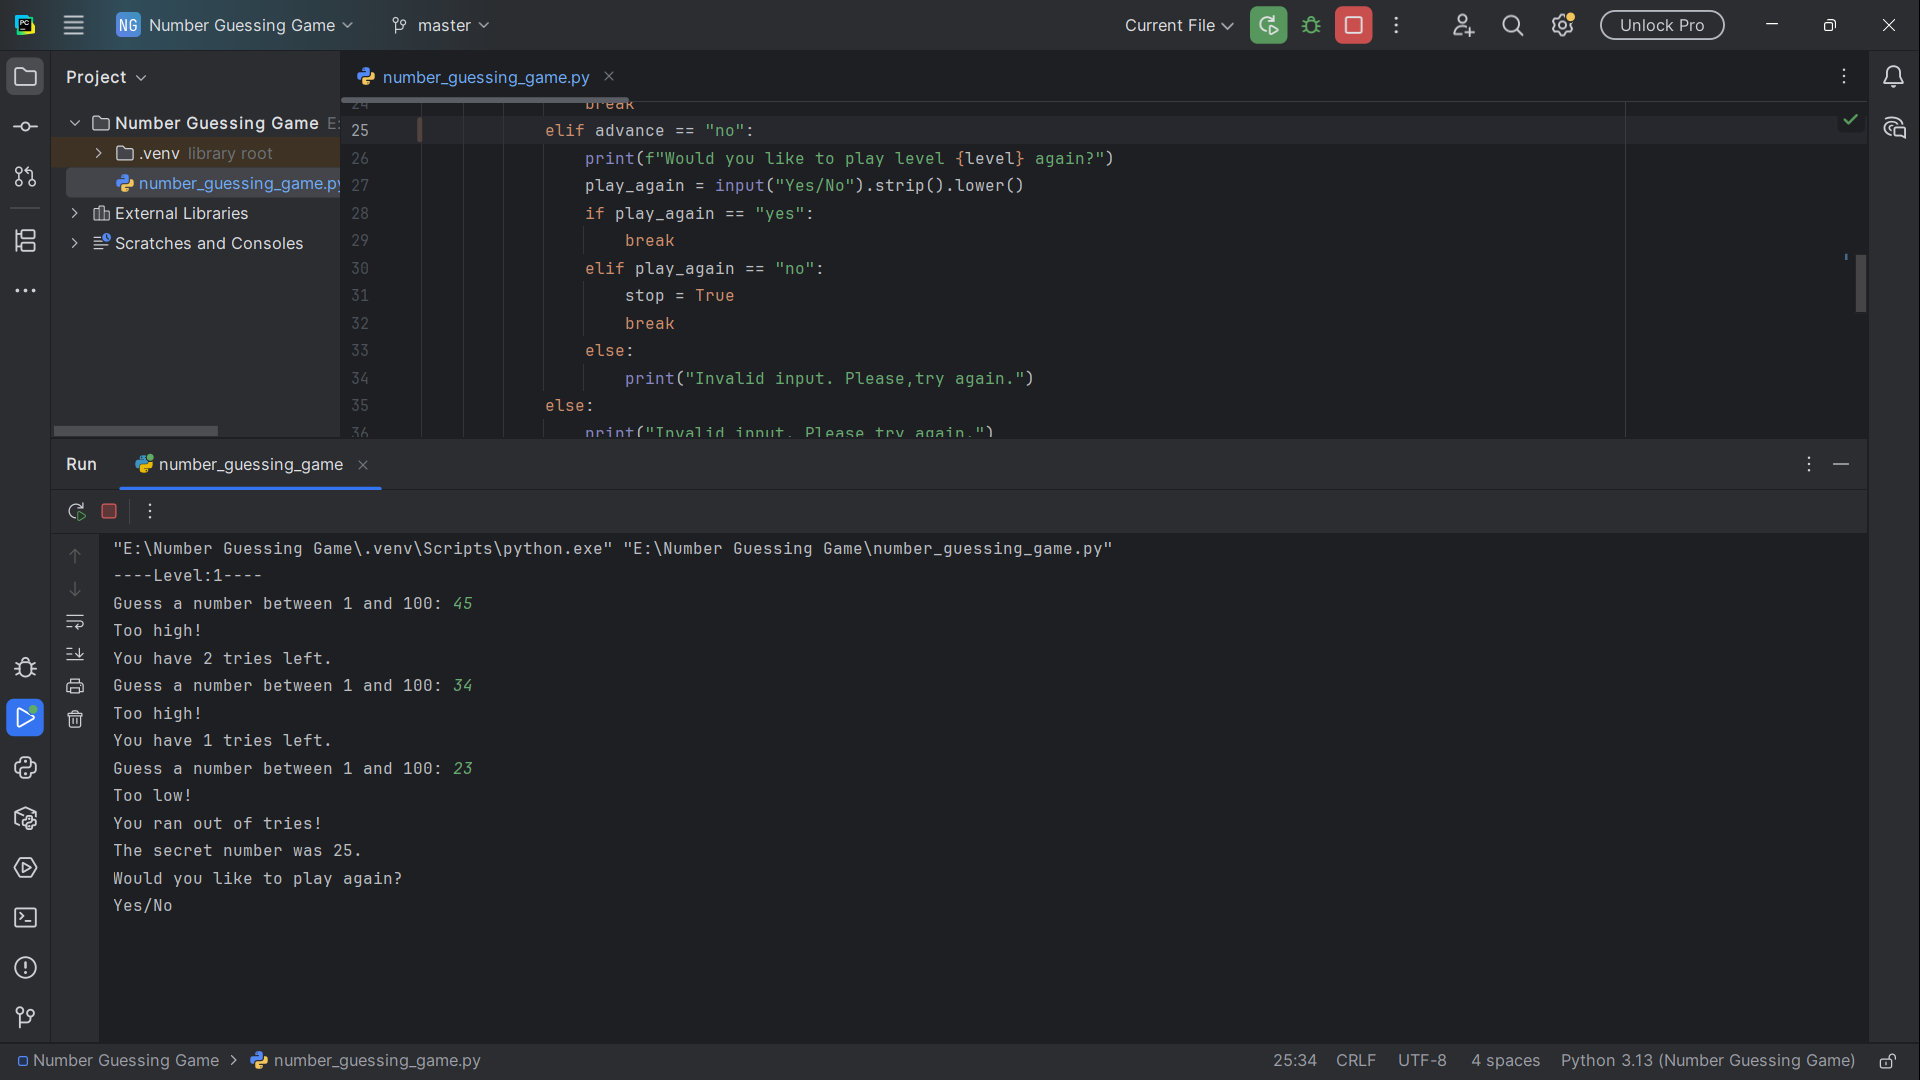 NG Number Guessing Game master Current File Unlock Pro
Project
number_guessing_game.py
Number Guessing Game E:
.venv library root
number_guessing_game.py
External Libraries
Scratches and Consoles
24 break
25 elif advance == "no":
26 print(f"Would you like to play level {level} again?")
27 play_again = input("Yes/No").strip().lower()
28 if play_again == "yes":
29 break
30 elif play_again == "no":
31 stop = True
32 break
33 else:
34 print("Invalid input. Please,try again.")
35 else:
36 print("Invalid input. Please try again.")
Run number_guessing_game
"E:\Number Guessing Game\.venv\Scripts\python.exe" "E:\Number Guessing Game\number_guessing_game.py"
----Level:1----
Guess a number between 1 and 100: 45
Too high!
You have 2 tries left.
Guess a number between 1 and 100: 34
Too high!
You have 1 tries left.
Guess a number between 1 and 100: 23
Too low!
You ran out of tries!
The secret number was 25.
Would you like to play again?
Yes/No
Number Guessing Game > number_guessing_game.py 25:34 CRLF UTF-8 4 spaces Python 3.13 (Number Guessing Game)